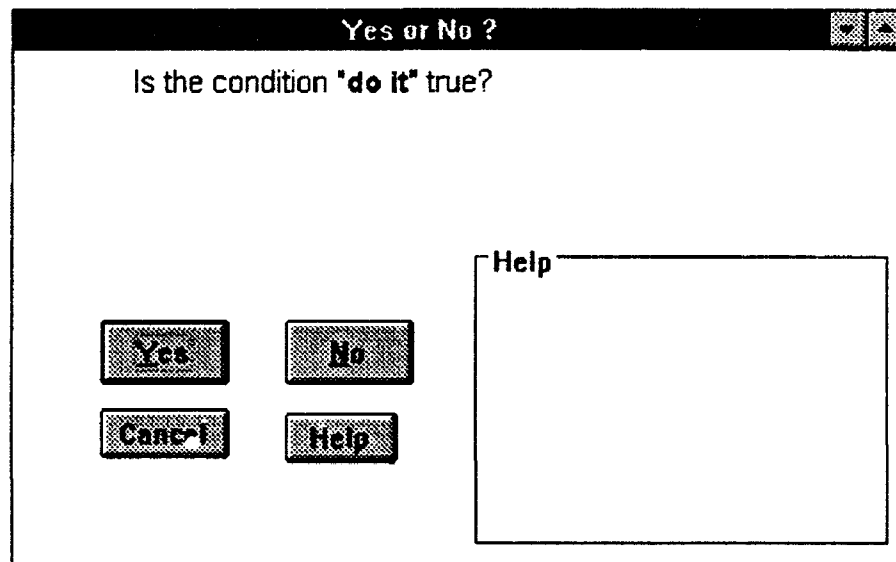 Yes or No ?
Is the condition "do it" true?
Help
Yes
No
Cancel
Help